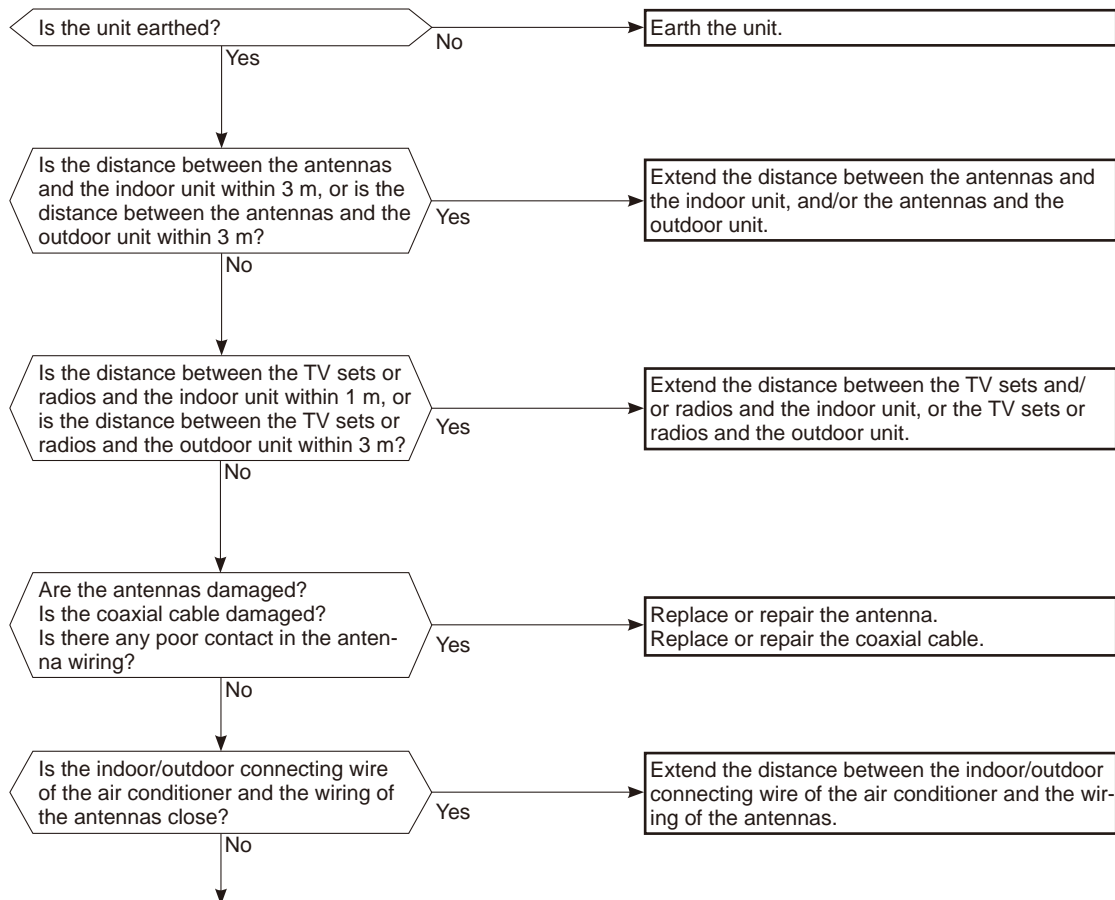 Is the unit earthed?
No
Earth the unit.
Yes
Is the distance between the antennas
and the indoor unit within 3 m, or is the
distance between the antennas and the
outdoor unit within 3 m?
Yes
Extend the distance between the antennas and
the indoor unit, and/or the antennas and the
outdoor unit.
No
Is the distance between the TV sets or
radios and the indoor unit within 1 m, or
is the distance between the TV sets or
radios and the outdoor unit within 3 m?
Yes
Extend the distance between the TV sets and/
or radios and the indoor unit, or the TV sets or
radios and the outdoor unit.
No
Are the antennas damaged?
Is the coaxial cable damaged?
Is there any poor contact in the anten-
na wiring?
Yes
Replace or repair the antenna.
Replace or repair the coaxial cable.
No
Is the indoor/outdoor connecting wire
of the air conditioner and the wiring of
the antennas close?
Yes
Extend the distance between the indoor/outdoor
connecting wire of the air conditioner and the wir-
ing of the antennas.
No